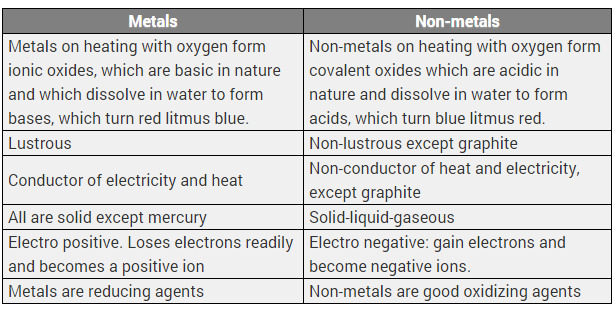 Metals
Non-metals
Metals on heating with oxygen form
ionic oxides, which are basic in nature
and which dissolve in water to form
bases, which turn red litmus blue.
Non-metals on heating with oxygen form
covalent oxides which are acidic in
nature and dissolve in water to form
acids, which turn blue litmus red.
Lustrous
Non-lustrous except graphite
Conductor of electricity and heat
Non-conductor of heat and electricity,
except graphite
All are solid except mercury
Solid-liquid-gaseous
Electro positive. Loses electrons readily
and becomes a positive ion
Electro negative: gain electrons and
become negative ions.
Metals are reducing agents
Non-metals are good oxidizing agents